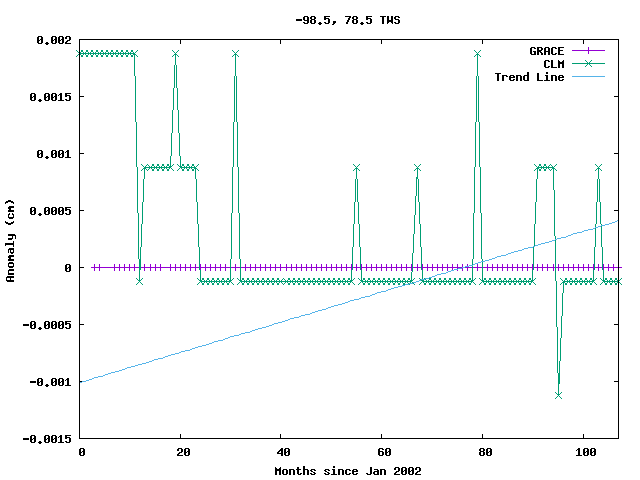 -98.5, 78.5 TWS
GRACE
CLM
Trend Line
0.002
0.0015
0.001
0.0005
0
-0.0005
-0.001
-0.0015
Anomaly (cm)
0 20 40 60 80 100
Months since Jan 2002